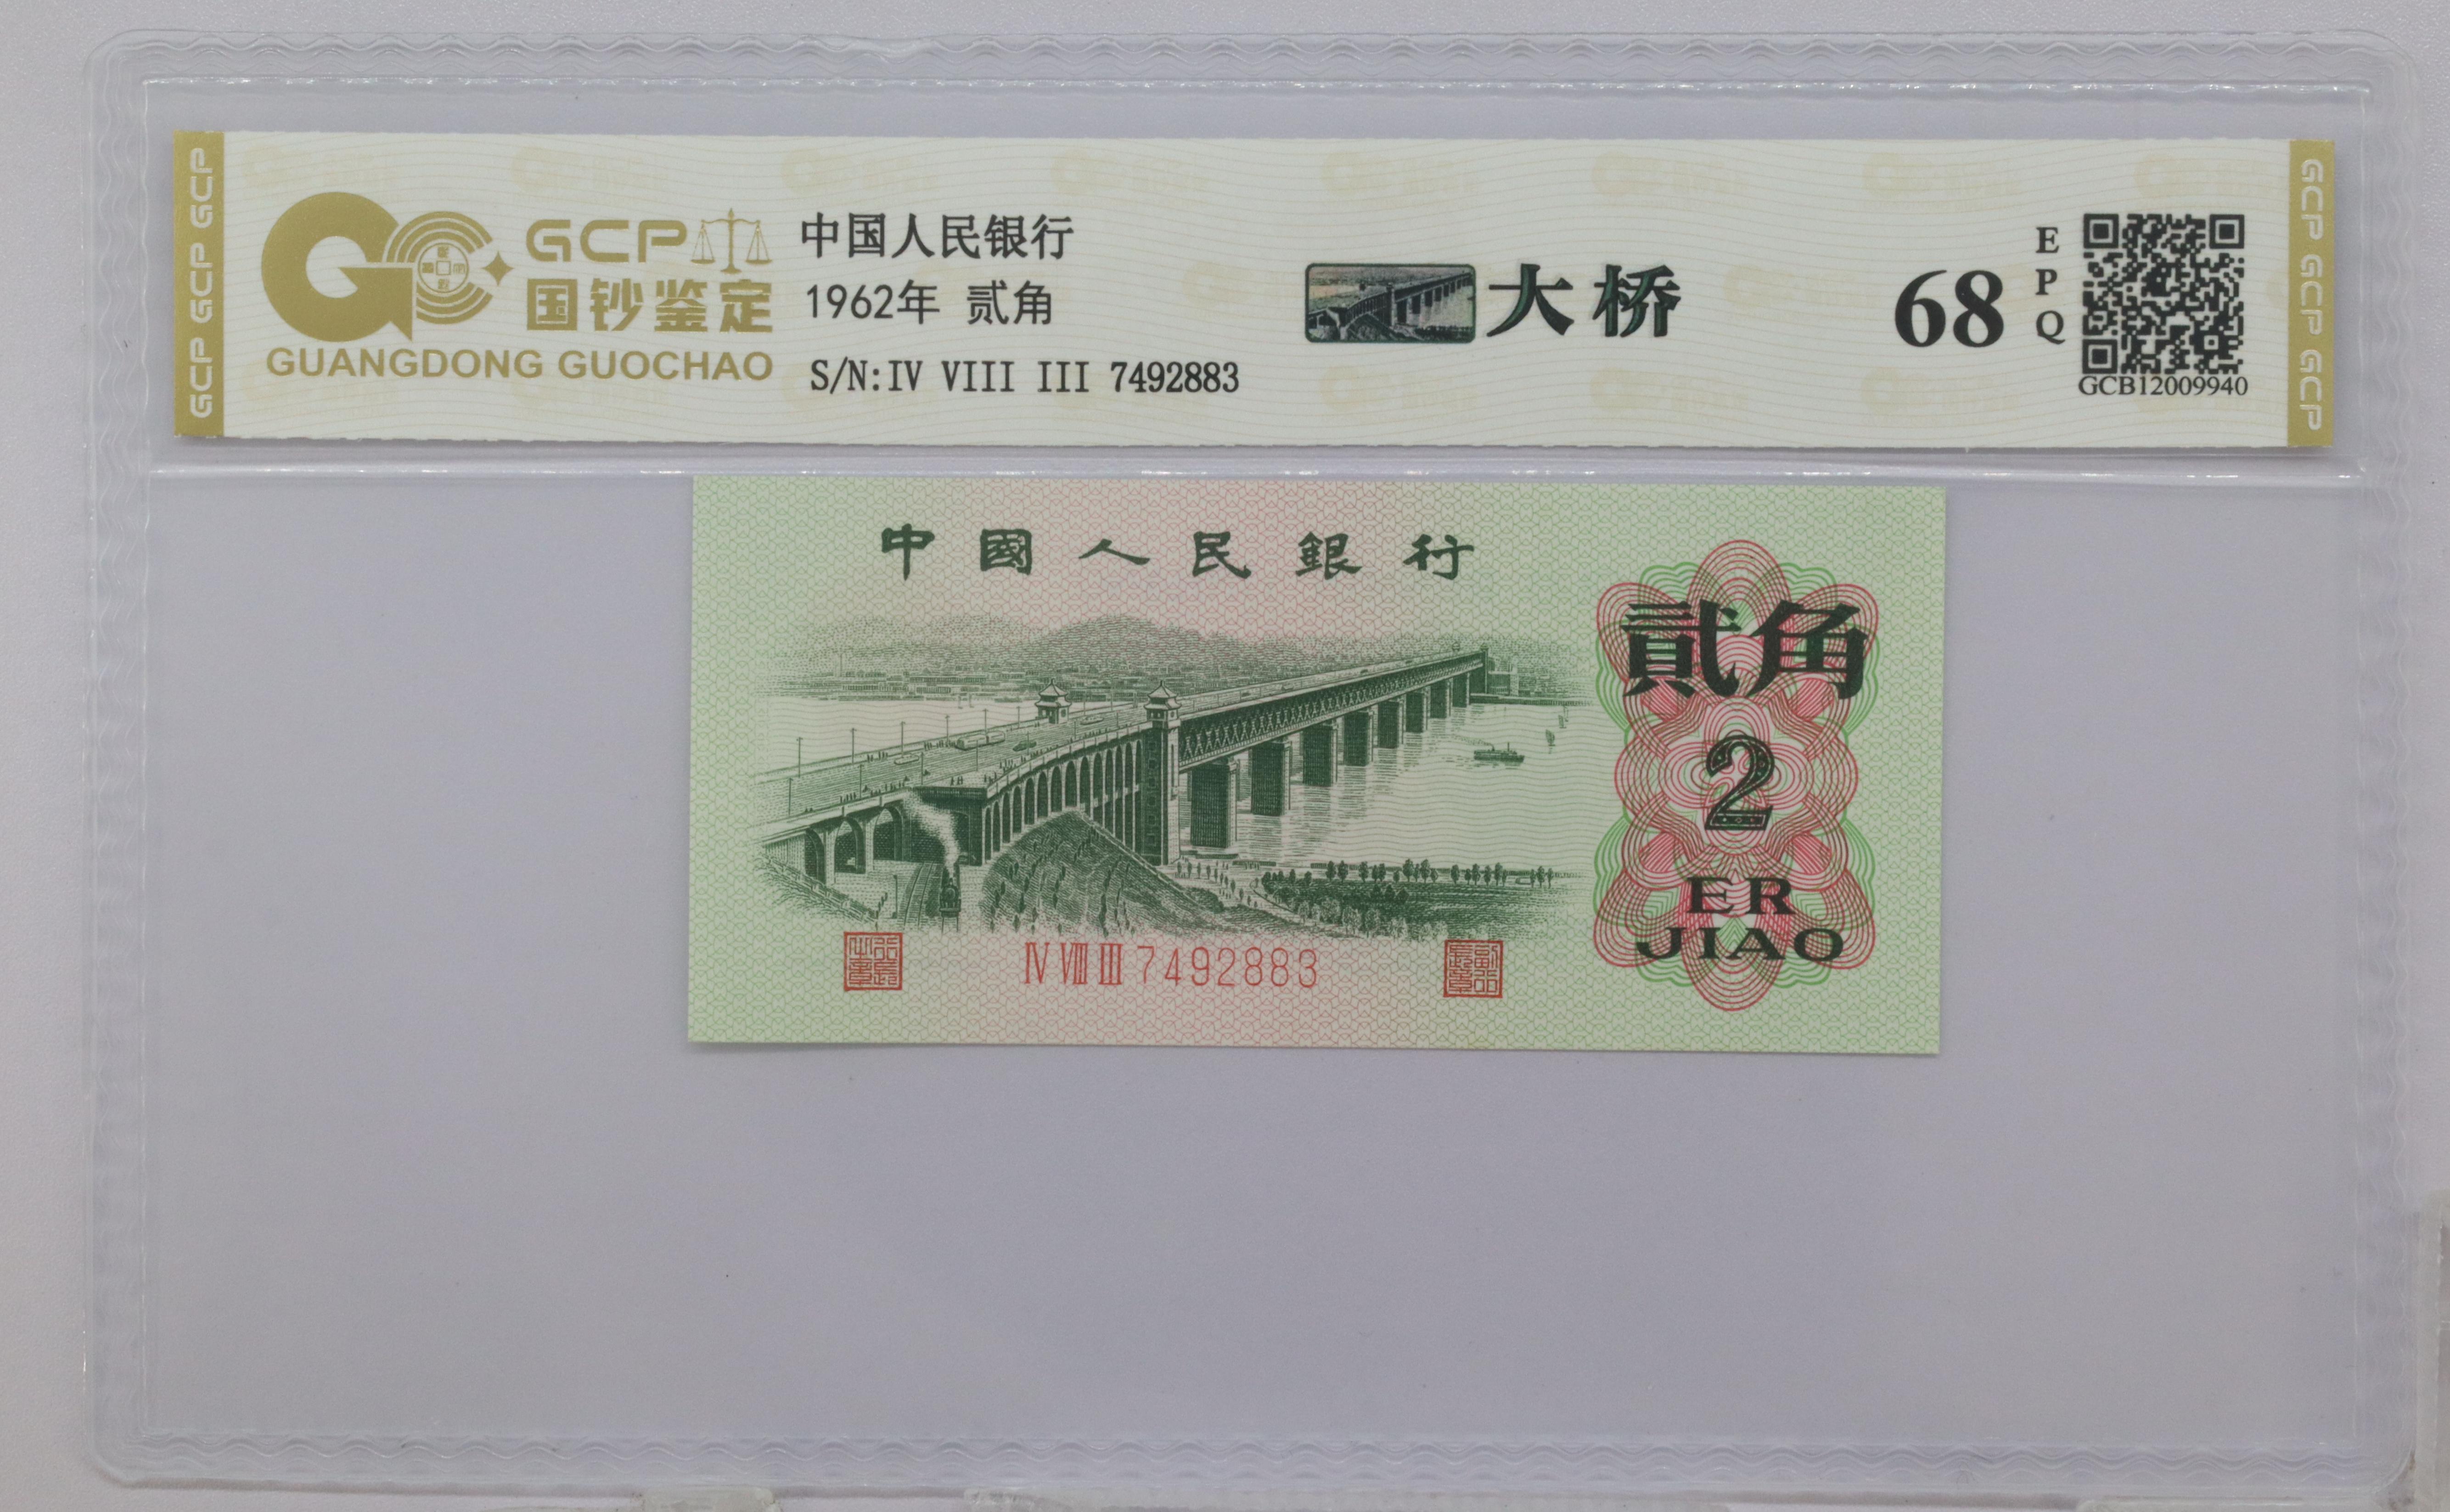 GCP GCP GCP
GCP
国钞鉴定
GUANGDONG GUOCHAO
中国人民银行
1962年 贰角
S/N:IV VIII III 7492883
大桥
68
EPQ
GCB12009940
GCP GCP GCP
中國人民銀行
貳角
2
ER
JIAO
IV VIII III 7492883